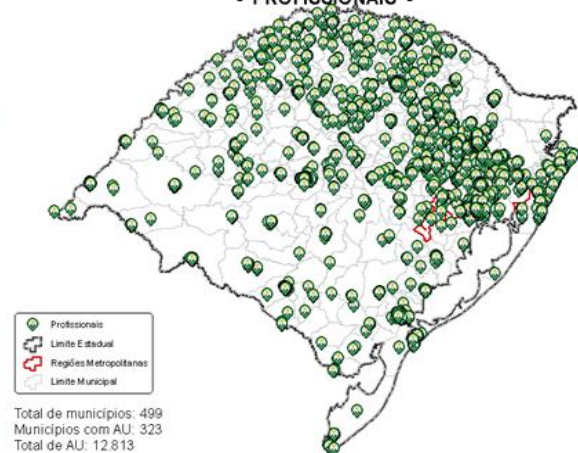 - PROFISSIONAIS -
Profissionais
Limite Estadual
Regiões Metropolitanas
Limite Municipal
Total de municípios: 499
Municípios com AU: 323
Total de AU: 12.813